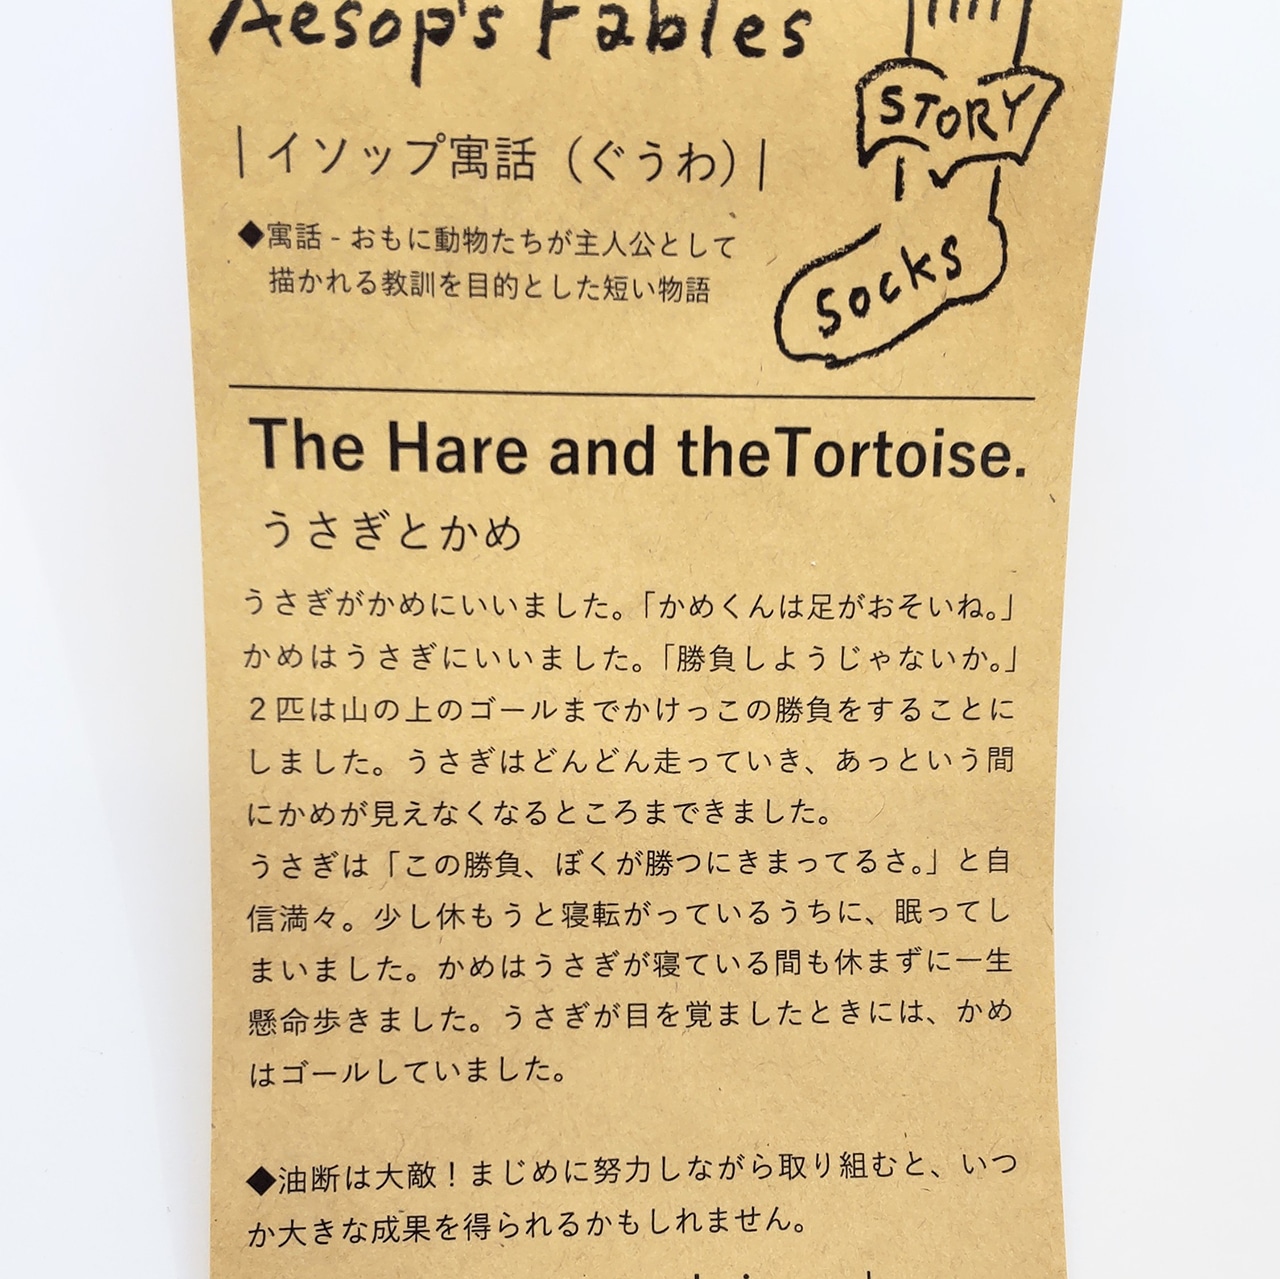 Aesop's Fables
STORY
SOCKS
|イソップ寓話（ぐうわ）|
◆寓話 - おもに動物たちが主人公として
描かれる教訓を目的とした短い物語
The Hare and theTortoise.
うさぎとかめ
うさぎがかめにいいました。「かめくんは足がおそいね。」
かめはうさぎにいいました。「勝負しようじゃないか。」
２匹は山の上のゴールまでかけっこの勝負をすることに
しました。うさぎはどんどん走っていき、あっという間
にかめが見えなくなるところまできました。
うさぎは「この勝負、ぼくが勝つにきまってるさ。」と自
信満々。少し休もうと寝転がっているうちに、眠ってし
まいました。かめはうさぎが寝ている間も休まずに一生
懸命歩きました。うさぎが目を覚ましたときには、かめ
はゴールしていました。
◆油断は大敵！まじめに努力しながら取り組むと、いつ
か大きな成果を得られるかもしれません。